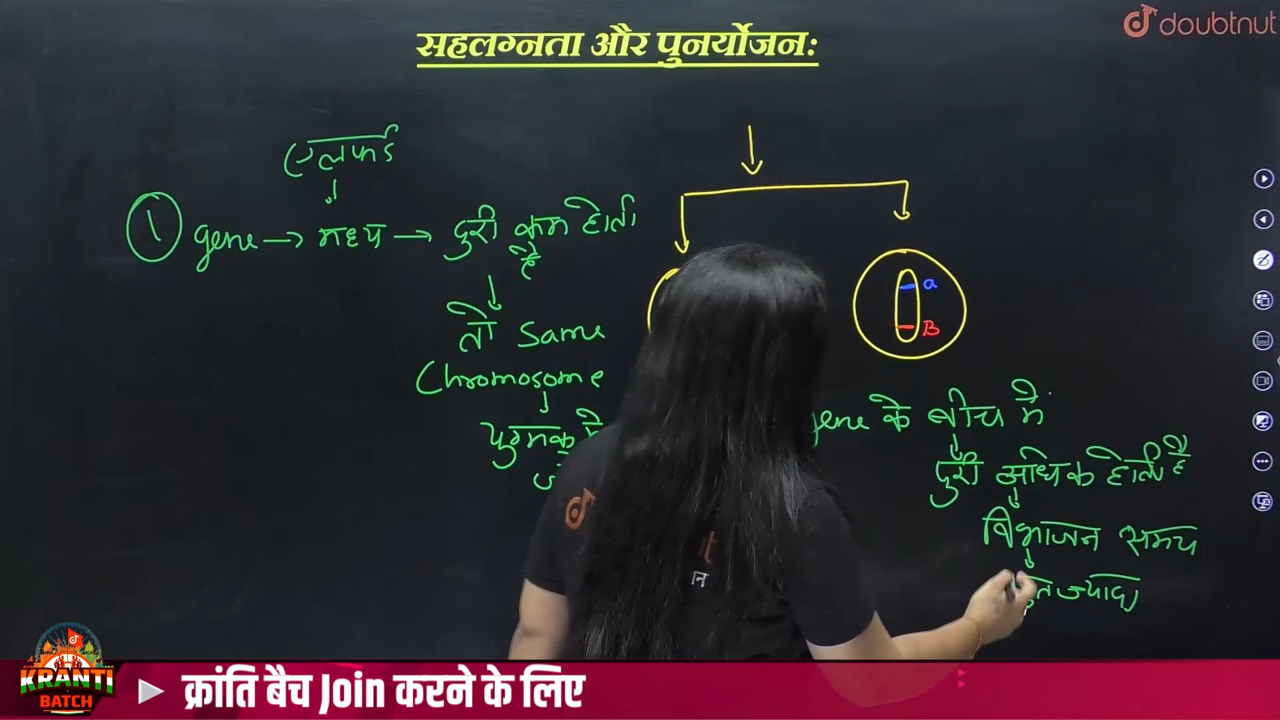 सहलग्नता और पुनर्योजन:
doubtnut
एलफर्ड
① gene → मध्य → दुरी कम होती
है
a
B
तो Same
Chromosome
युग्मक मे
gene के बीच में
दुरी अधिक होती है
विभाजन समय
ज्यादा
KRANTI
BATCH
क्रांति बैच Join करने के लिए